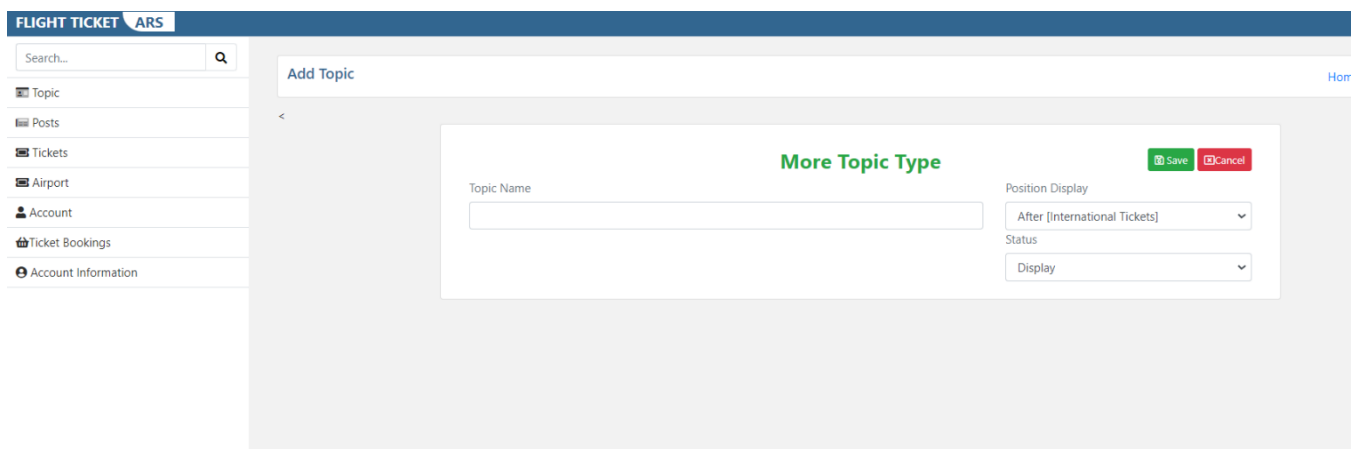 FLIGHT TICKET ARS
Search...
Topic
Posts
Tickets
Airport
Account
Ticket Bookings
Account Information
Add Topic
Hom
<
More Topic Type
Save
Cancel
Topic Name
Position Display
After [International Tickets]
Status
Display